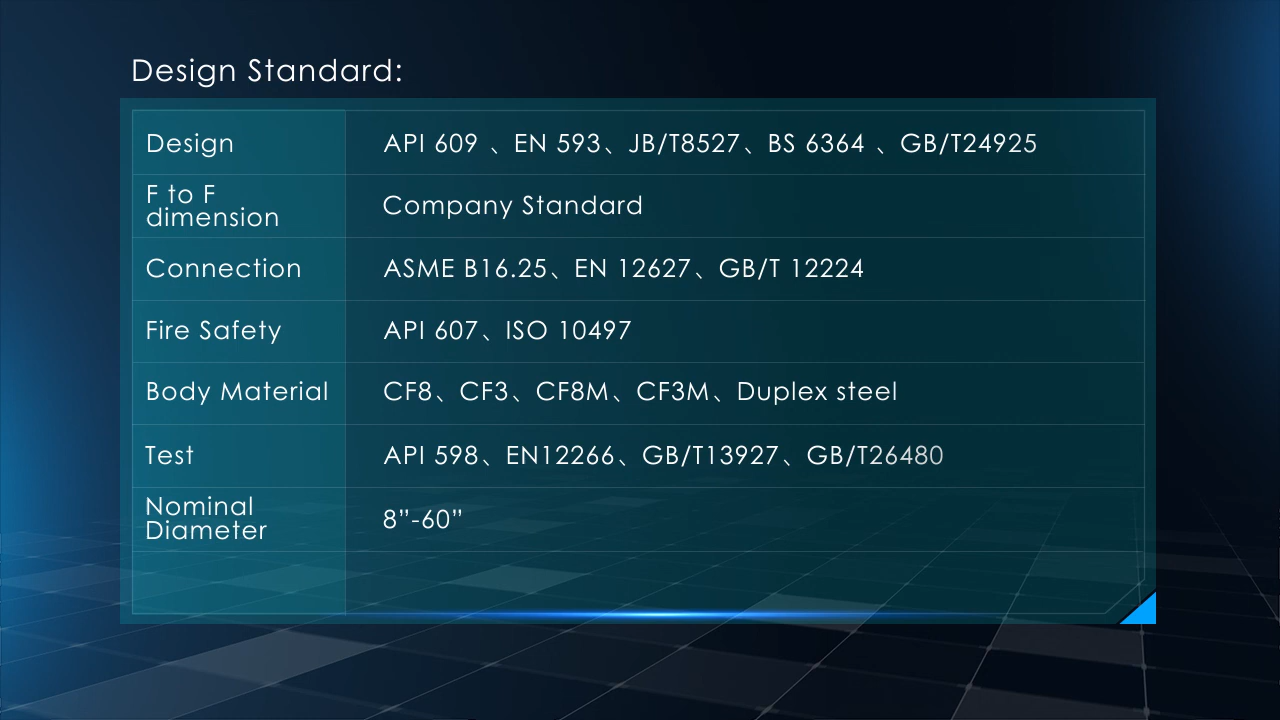 Design Standard:
Design
API 609 、EN 593、JB/T8527、BS 6364 、GB/T24925
F to F
dimension
Company Standard
Connection
ASME B16.25、EN 12627、GB/T 12224
Fire Safety
API 607、ISO 10497
Body Material
CF8、CF3、CF8M、CF3M、Duplex steel
Test
API 598、EN12266、GB/T13927、GB/T26480
Nominal
Diameter
8”-60”